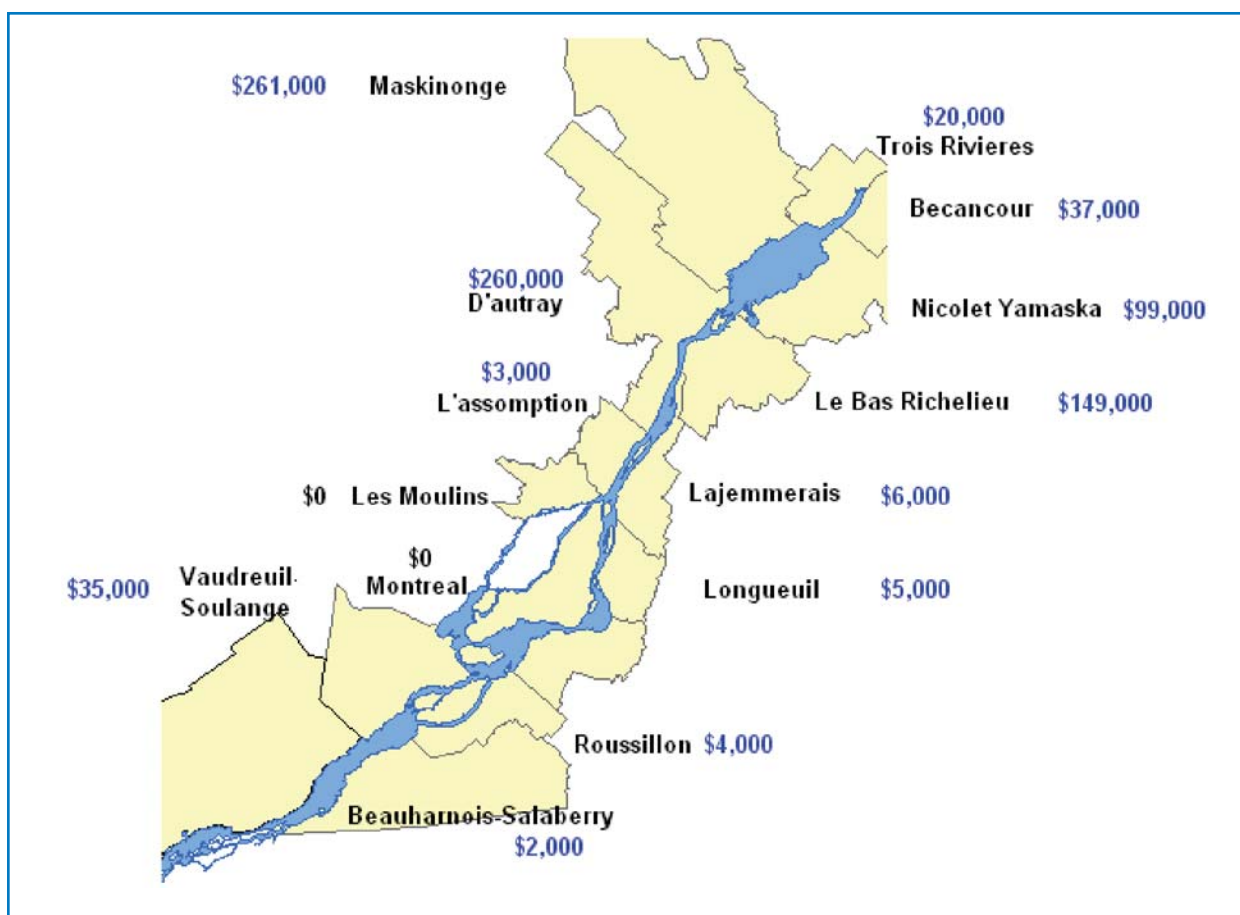 $261,000 Maskinonge
$20,000
Trois Rivieres
Becancour $37,000
$260,000
D'autray
Nicolet Yamaska $99,000
$3,000
L'assomption
Le Bas Richelieu $149,000
$0 Les Moulins
Lajemmerais $6,000
$0
Montreal
$35,000 Vaudreuil-
Soulange
Longueuil $5,000
Roussillon $4,000
Beauharnois-Salaberry
$2,000